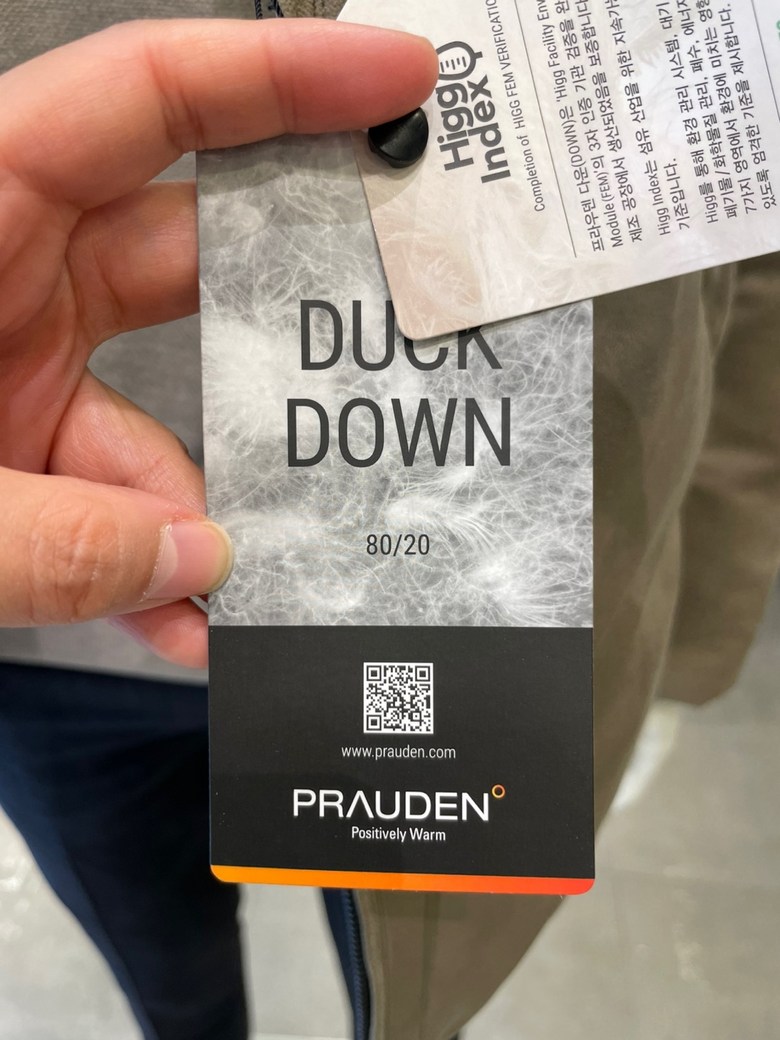 Higg
Index
Completion of HIGG FEM VERIFICATIO
프라우덴 다운(DOWN)은 'Higg Facility Env
Module(FEM)'의 3자 인증 기관 검증을 완
제조 공장에서 생산되었음을 보증합니다
Higg Index는 섬유 산업을 위한 지속가
기준입니다.
Higg를 통해 환경 관리 시스템, 대기
폐기물/화학물질 관리, 폐수, 에너지
7가지 영역에서 환경에 미치는 영향
있도록 엄격한 기준을 제시합니다.
DUCK
DOWN
80/20
www.prauden.com
PRAUDEN
Positively Warm